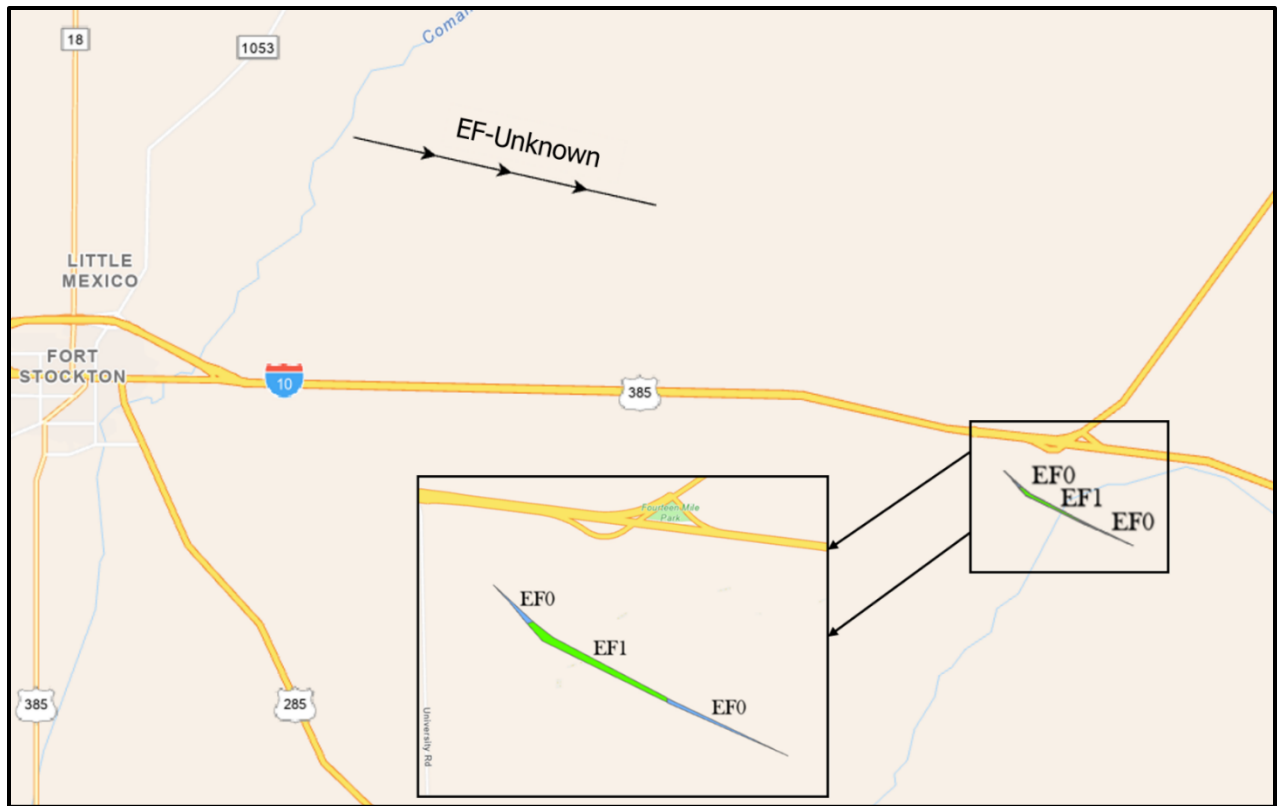 18
1053
Coman
EF-Unknown
LITTLE
MEXICO
FORT
STOCKTON
10
385
EF0
EF1
EF0
Fourteen Mile
Park
EF0
EF1
EF0
University Rd
385
285